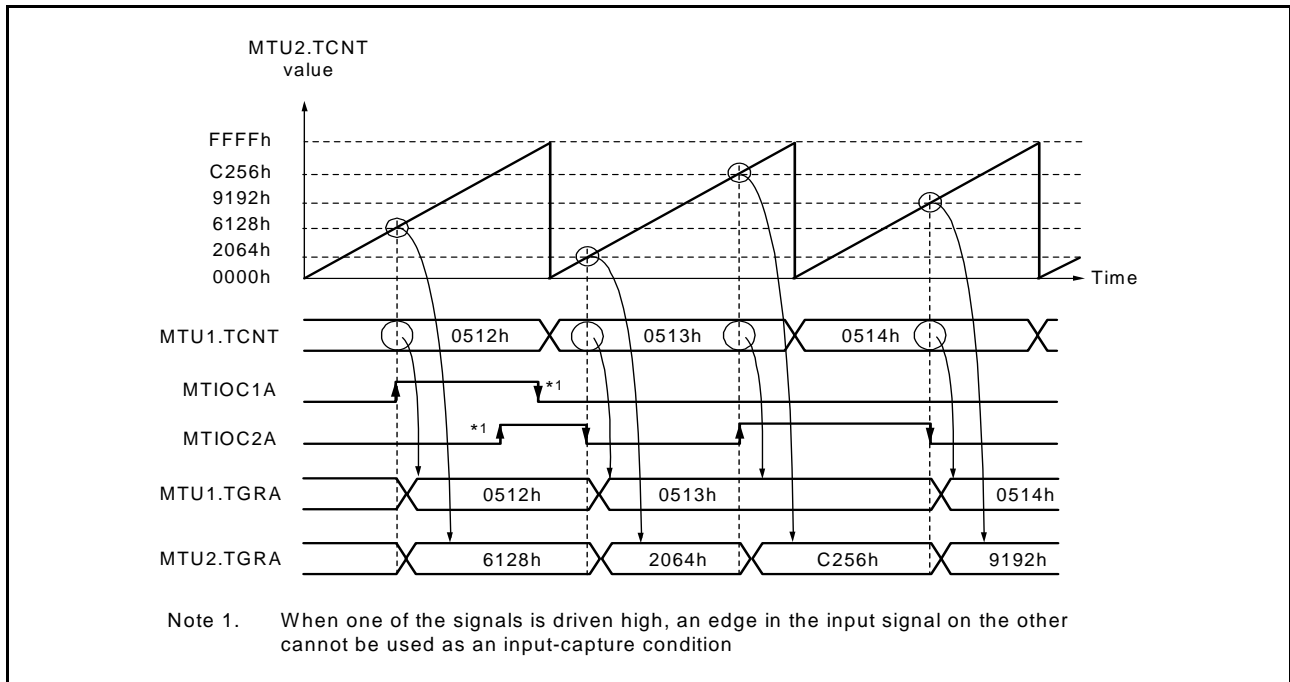 MTU2.TCNT
value
FFFFh
C256h
9192h
6128h
2064h
0000h
Time
MTU1.TCNT
0512h
0513h
0514h
MTIOC1A
*1
MTIOC2A
*1
MTU1.TGRA
0512h
0513h
0514h
MTU2.TGRA
6128h
2064h
C256h
9192h
Note 1. When one of the signals is driven high, an edge in the input signal on the other
cannot be used as an input-capture condition